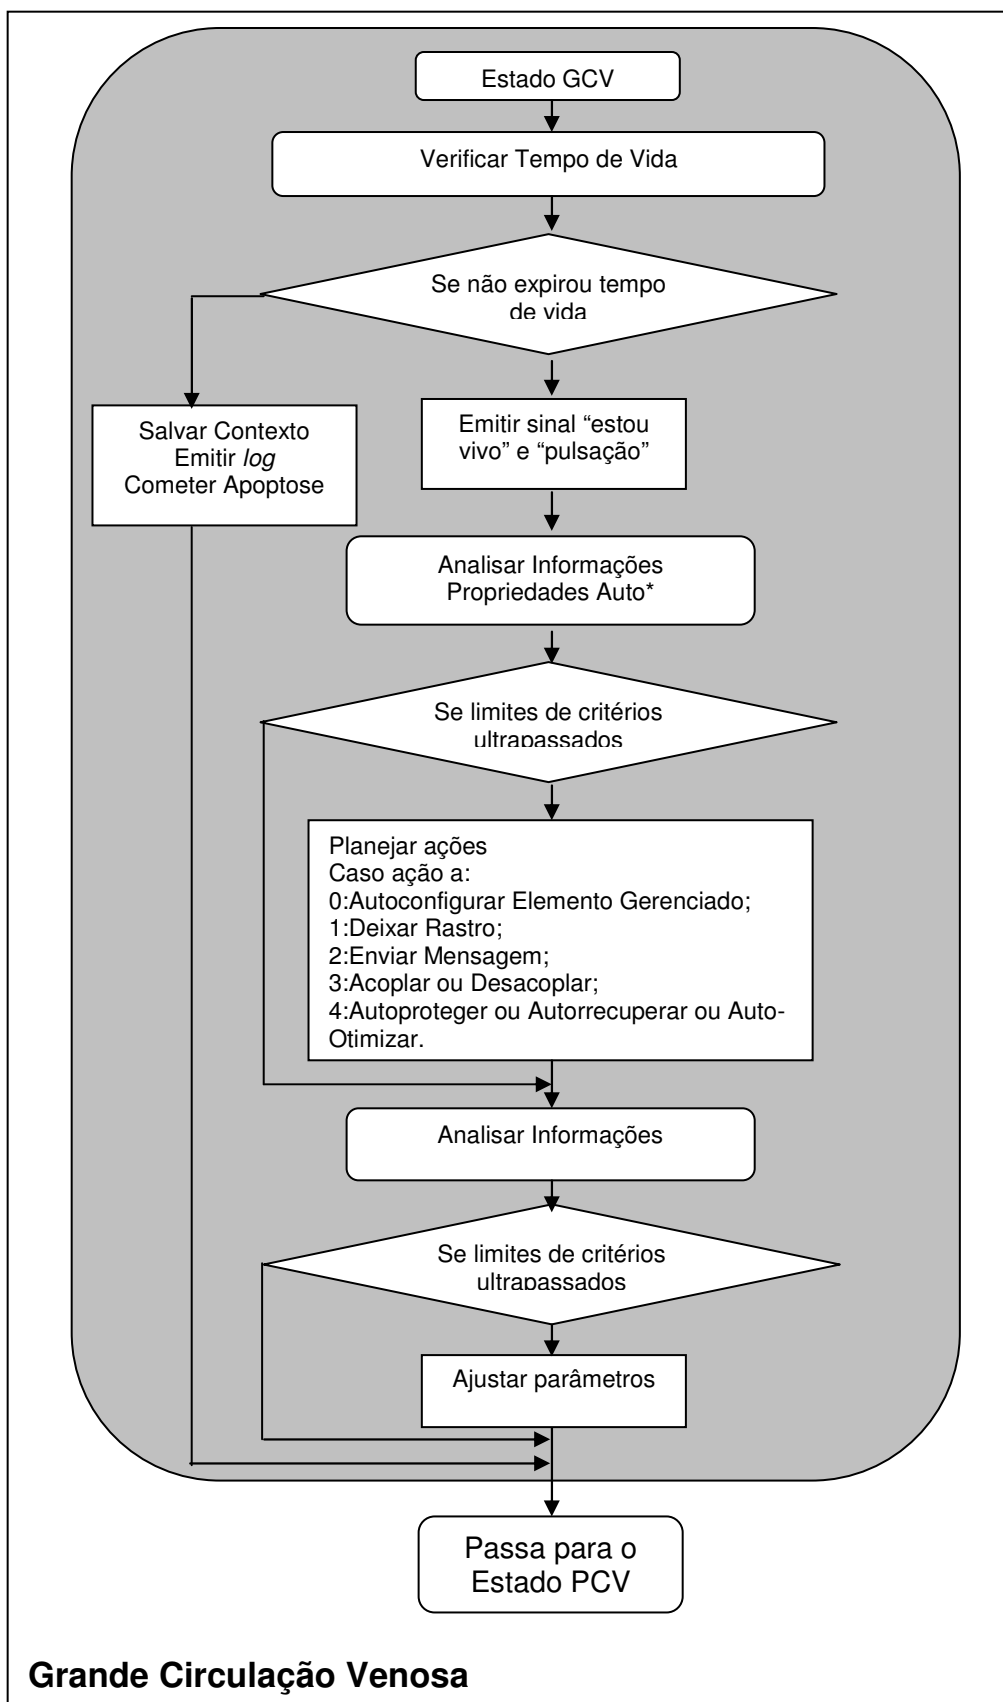 Estado GCV
Verificar Tempo de Vida
Se não expirou tempo
de vida
Salvar Contexto
Emitir log
Cometer Apoptose
Emitir sinal “estou
vivo” e “pulsação”
Analisar Informações
Propriedades Auto*
Se limites de critérios
ultrapassados
Planejar ações
Caso ação a:
0:Autoconfigurar Elemento Gerenciado;
1:Deixar Rastro;
2:Enviar Mensagem;
3:Acoplar ou Desacoplar;
4:Autoproteger ou Autorrecuperar ou Auto-
Otimizar.
Analisar Informações
Se limites de critérios
ultrapassados
Ajustar parâmetros
Passa para o
Estado PCV
Grande Circulação Venosa